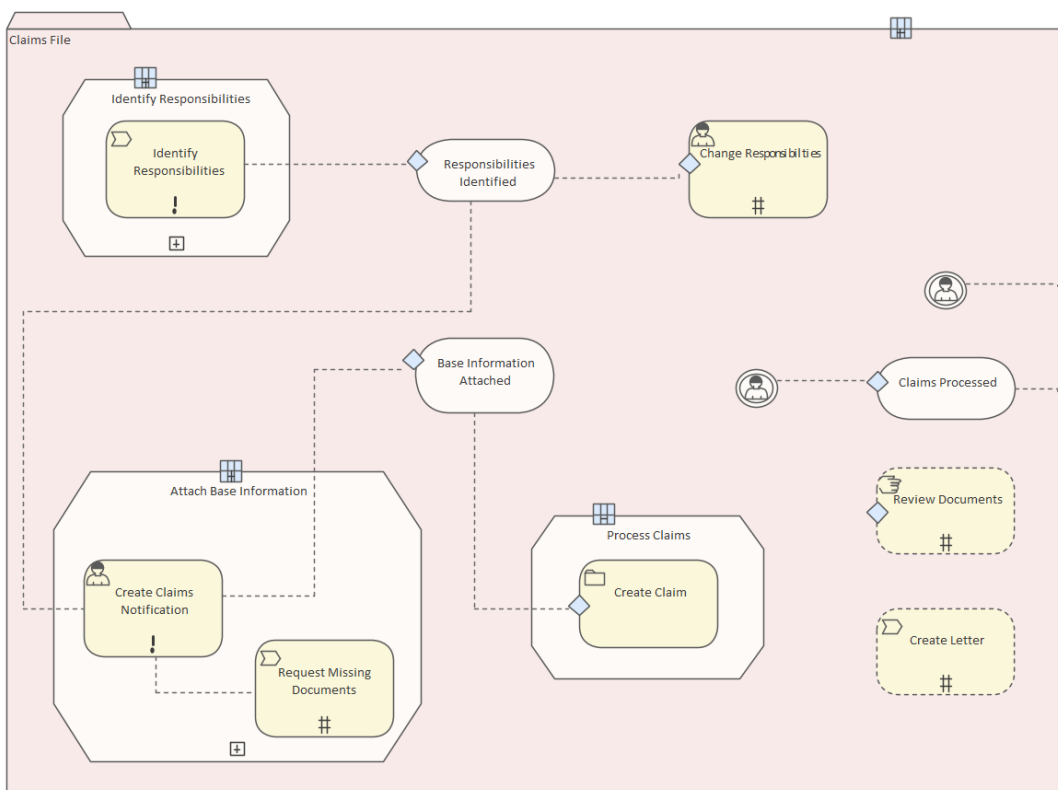 Claims File
Identify Responsibilities
Identify
Responsibilities
Responsibilities
Identified
Change Responsibilties
Base Information
Attached
Claims Processed
Attach Base Information
Review Documents
Process Claims
Create Claims
Notification
Create Claim
Create Letter
Request Missing
Documents